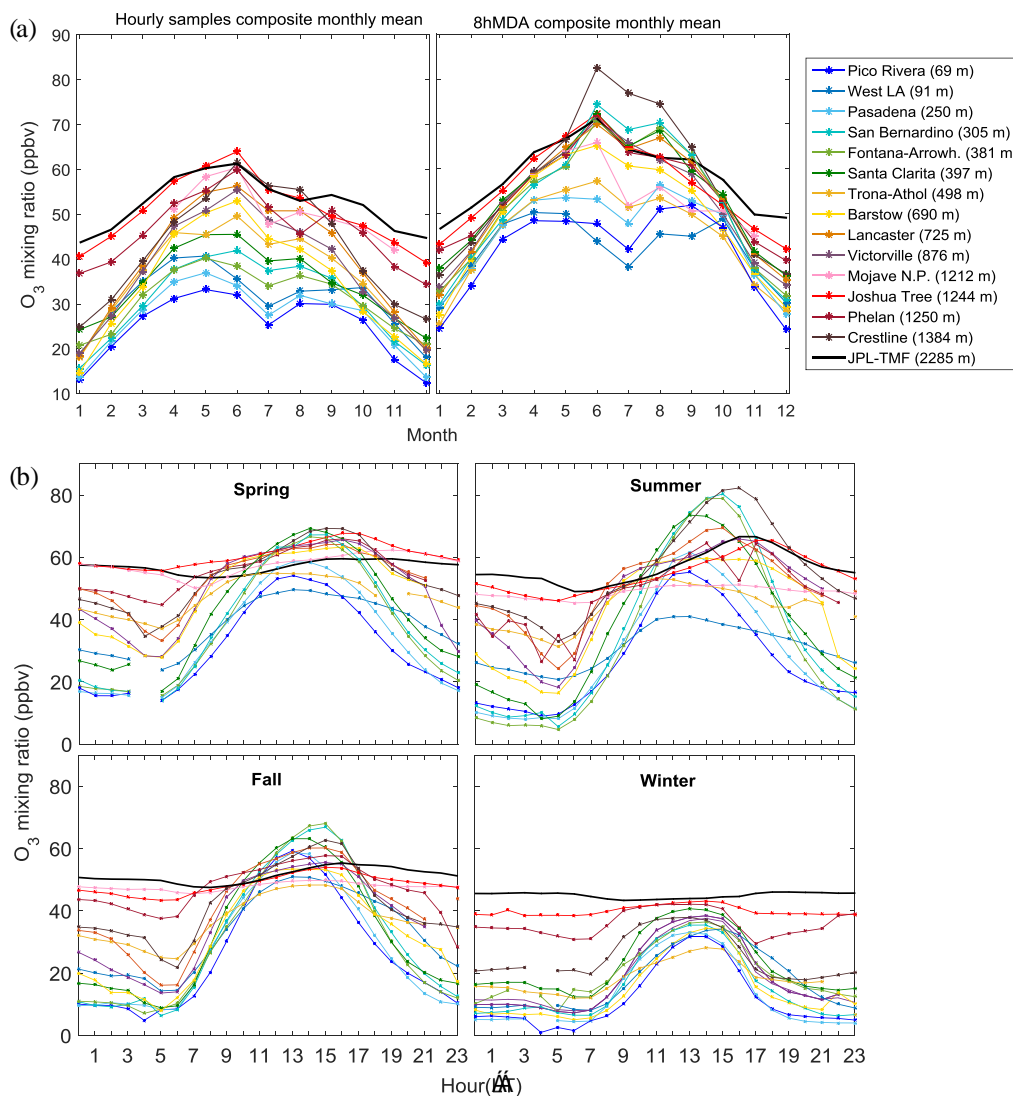 (a)
Hourly samples composite monthly mean
8hMDA composite monthly mean
O3 mixing ratio (ppbv)
90
80
70
60
50
40
30
20
10
1 2 3 4 5 6 7 8 9 10 11
1 2 3 4 5 6 7 8 9 10 11 12
Month
Pico Rivera (69 m)
West LA (91 m)
Pasadena (250 m)
San Bernardino (305 m)
Fontana-Arrowh. (381 m)
Santa Clarita (397 m)
Trona-Athol (498 m)
Barstow (690 m)
Lancaster (725 m)
Victorville (876 m)
Mojave N.P. (1212 m)
Joshua Tree (1244 m)
Phelan (1250 m)
Crestline (1384 m)
JPL-TMF (2285 m)
(b)
O3 mixing ratio (ppbv)
Spring
Summer
80
60
40
20
0
Fall
Winter
80
60
40
20
0
1 3 5 7 9 11 13 15 17 19 21 23
1 3 5 7 9 11 13 15 17 19 21 23
Hour(